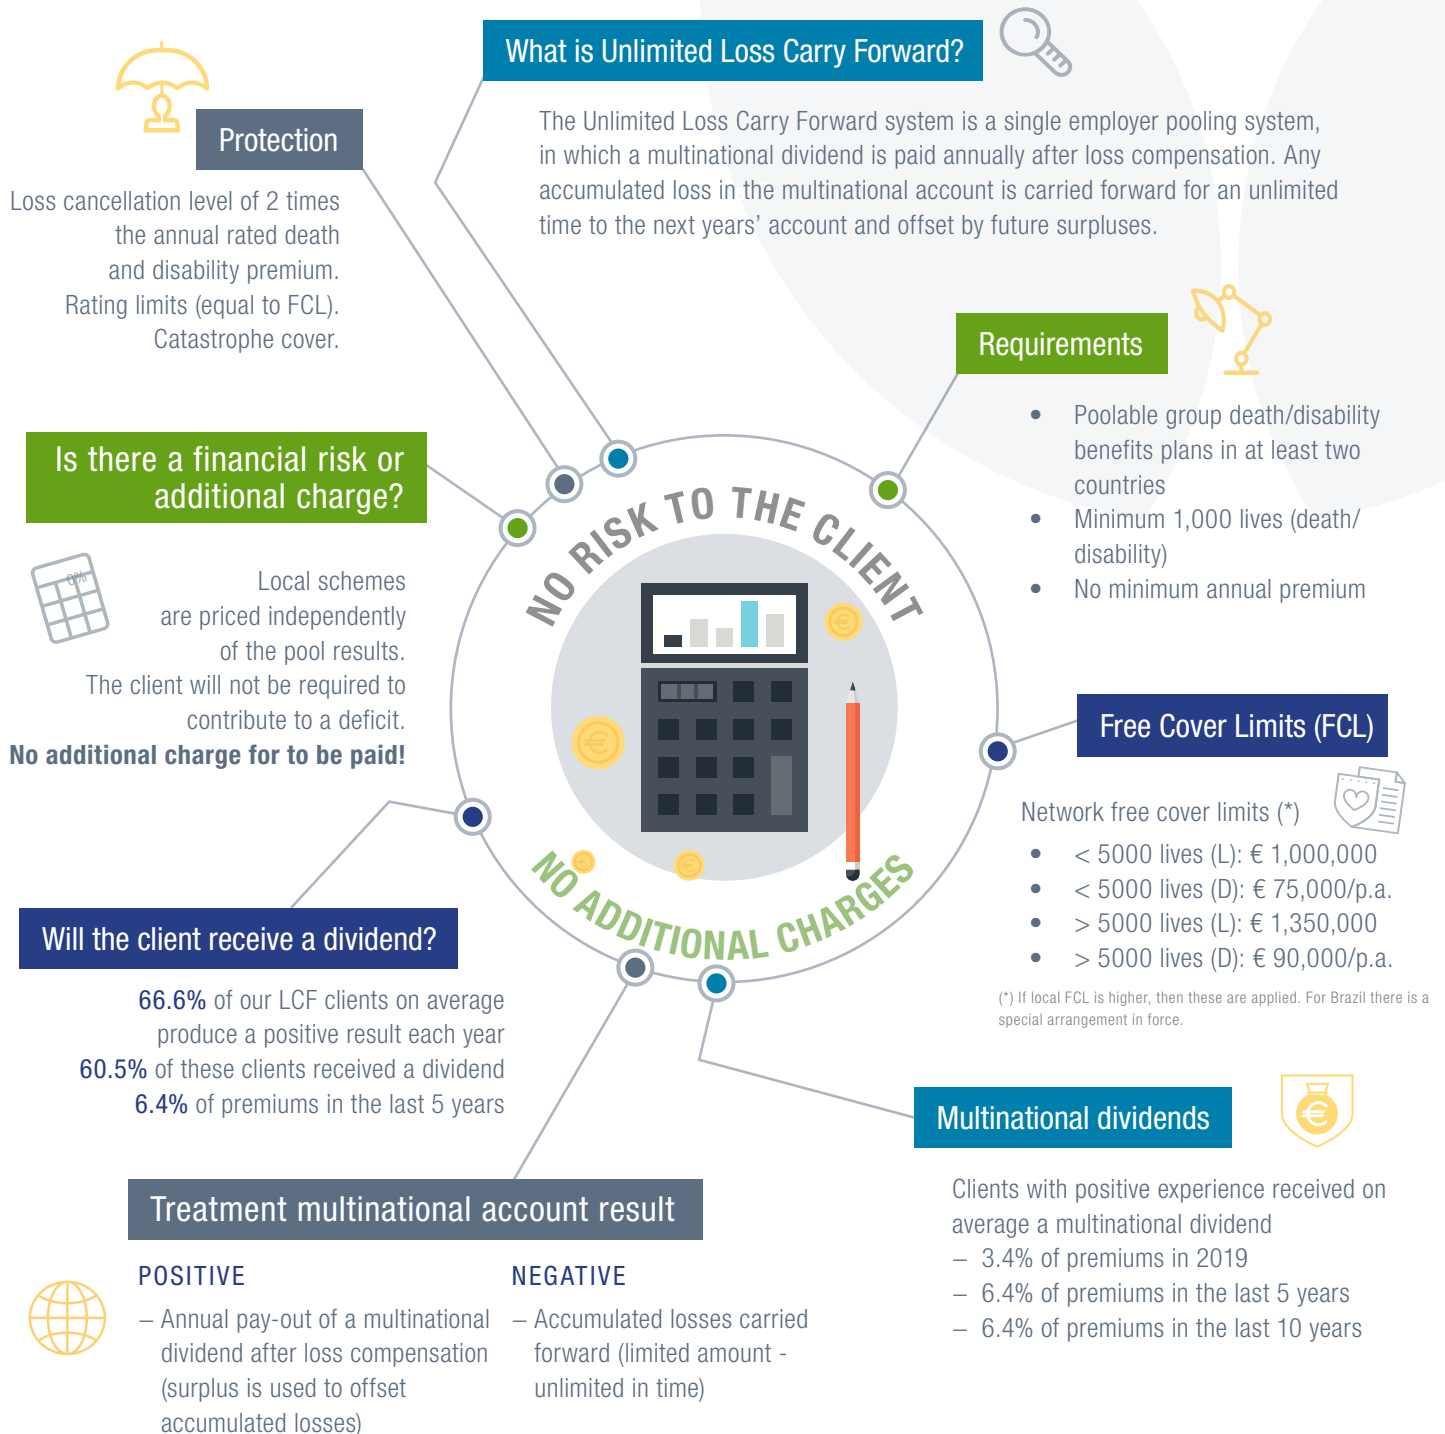 What is Unlimited Loss Carry Forward?
The Unlimited Loss Carry Forward system is a single employer pooling system,
in which a multinational dividend is paid annually after loss compensation. Any
accumulated loss in the multinational account is carried forward for an unlimited
time to the next years’ account and offset by future surpluses.
Protection
Loss cancellation level of 2 times
the annual rated death
and disability premium.
Rating limits (equal to FCL).
Catastrophe cover.
Requirements
• Poolable group death/disability
benefits plans in at least two
countries
• Minimum 1,000 lives (death/
disability)
• No minimum annual premium
Is there a financial risk or
additional charge?
0%
Local schemes
are priced independently
of the pool results.
The client will not be required to
contribute to a deficit.
No additional charge for to be paid!
NO RISK TO THE CLIENT
€
€
€
€
NO ADDITIONAL CHARGES
Free Cover Limits (FCL)
Network free cover limits (*)
• < 5000 lives (L): € 1,000,000
• < 5000 lives (D): € 75,000/p.a.
• > 5000 lives (L): € 1,350,000
• > 5000 lives (D): € 90,000/p.a.
(*) If local FCL is higher, then these are applied. For Brazil there is a
special arrangement in force.
Will the client receive a dividend?
66.6% of our LCF clients on average
produce a positive result each year
60.5% of these clients received a dividend
6.4% of premiums in the last 5 years
Multinational dividends
€
Clients with positive experience received on
average a multinational dividend
– 3.4% of premiums in 2019
– 6.4% of premiums in the last 5 years
– 6.4% of premiums in the last 10 years
Treatment multinational account result
POSITIVE
– Annual pay-out of a multinational
dividend after loss compensation
(surplus is used to offset
accumulated losses)
NEGATIVE
– Accumulated losses carried
forward (limited amount -
unlimited in time)